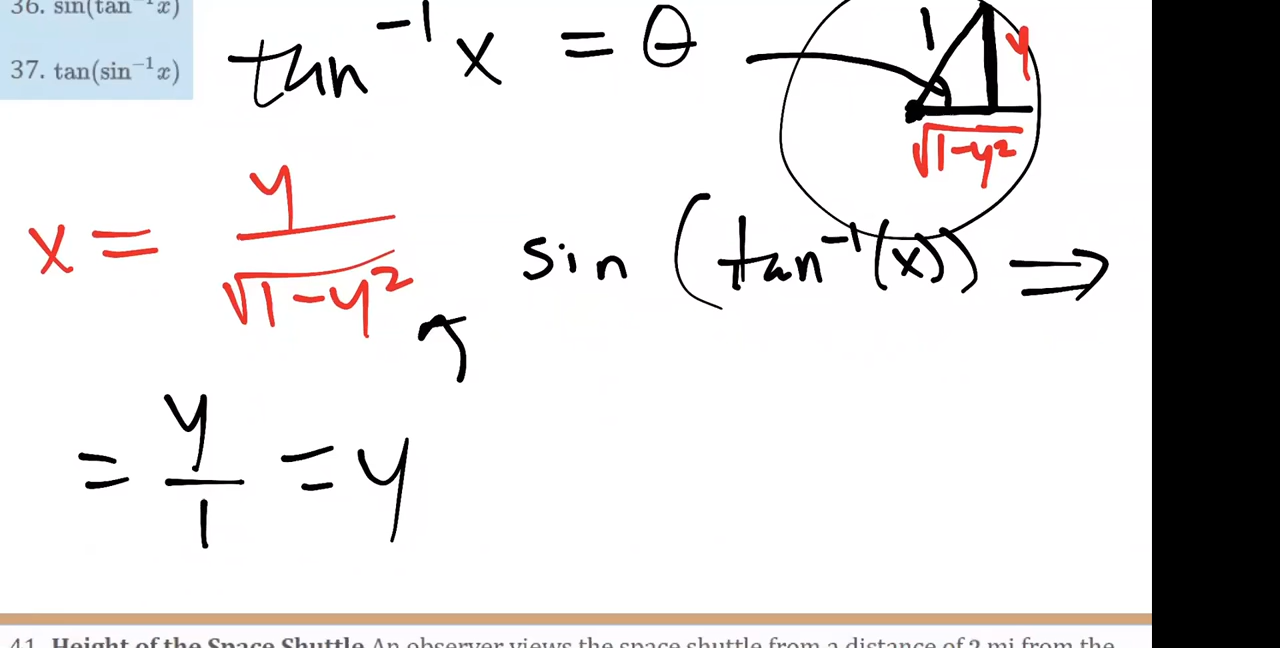 36. sin(tan⁻¹x)
37. tan(sin⁻¹x)
tan⁻¹ x = θ
1
y
√1-y²
x = y/√1-y²
sin (tan⁻¹(x)) ⇒
= y/1 = y
41. Height of the Space Shuttle An observer views the space shuttle from a distance of 2 mi from the